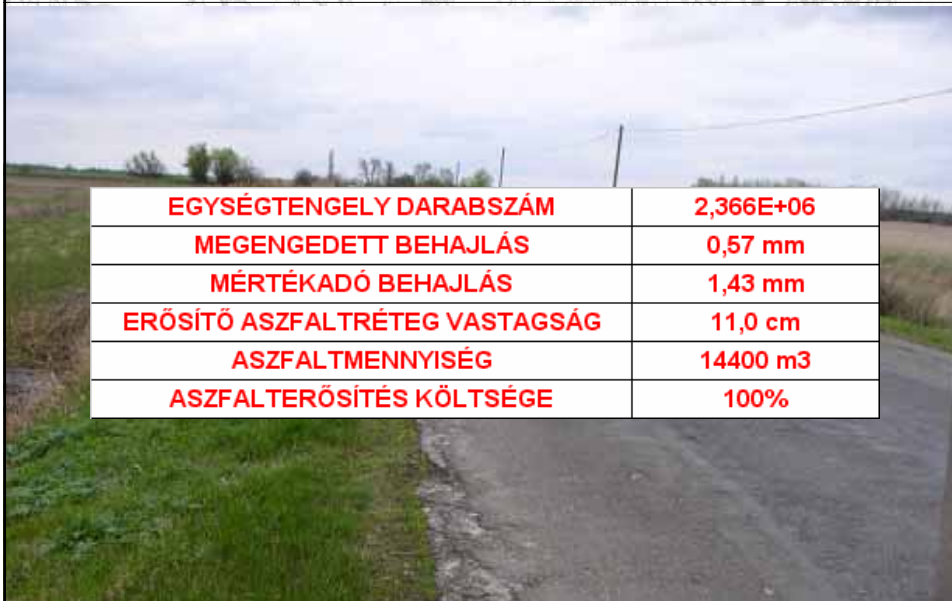 EGYSÉGTENGELY DARABSZÁM 2,366E+06
MEGENGEDETT BEHAJLÁS 0,57 mm
MÉRTÉKADÓ BEHAJLÁS 1,43 mm
ERŐSÍTŐ ASZFALTRÉTEG VASTAGSÁG 11,0 cm
ASZFALTMENNYISÉG 14400 m3
ASZFALTERŐSÍTÉS KÖLTSÉGE 100%